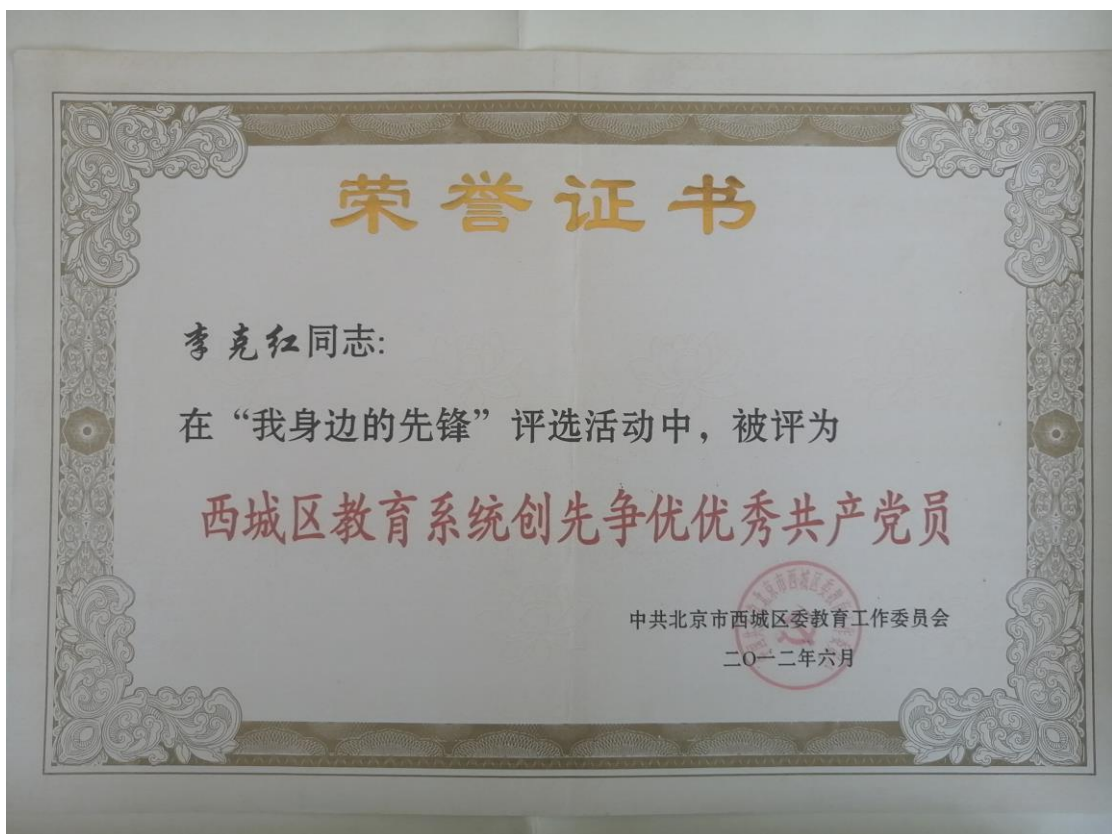 荣誉证书
李克红同志:
在“我身边的先锋”评选活动中，被评为
西城区教育系统创先争优优秀共产党员
中共北京市西城区委教育工作委员会
二〇一二年六月